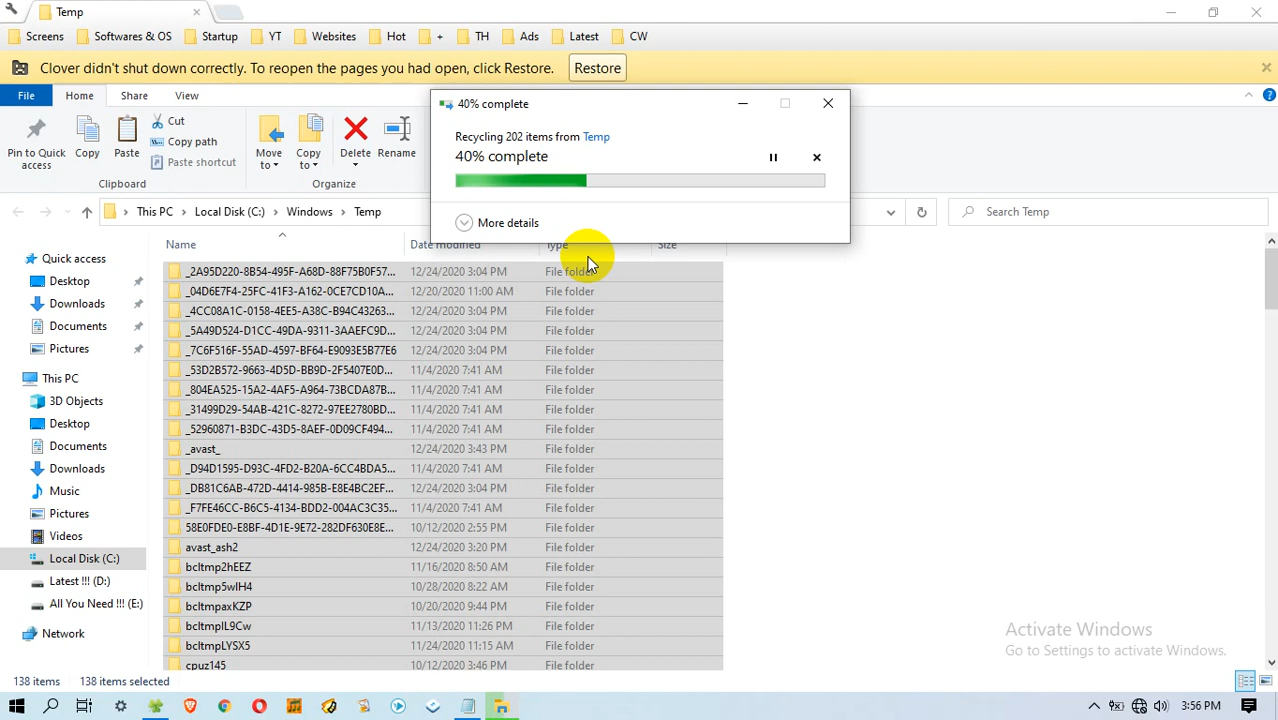 Temp
Screens Softwares & OS Startup YT Websites Hot + TH Ads Latest CW
Clover didn't shut down correctly. To reopen the pages you had open, click Restore. Restore
File Home Share View
Pin to Quick access
Copy
Paste
Cut
Copy path
Paste shortcut
Clipboard
Move to
Copy to
Delete
Rename
Organize
40% complete
Recycling 202 items from Temp
40% complete
More details
This PC Local Disk (C:) Windows Temp
Search Temp
Name Date modified Type Size
Quick access
Desktop
Downloads
Documents
Pictures
This PC
3D Objects
Desktop
Documents
Downloads
Music
Pictures
Videos
Local Disk (C:)
Latest !!! (D:)
All You Need !!! (E:)
Network
_2A95D220-8B54-495F-A68D-88F75B0F57... 12/24/2020 3:04 PM File folder
_04D6E7F4-25FC-41F3-A162-0CE7CD10A... 12/20/2020 11:00 AM File folder
_4CC08A1C-0158-4EE5-A38C-B94C43263... 12/24/2020 3:04 PM File folder
_5A49D524-D1CC-49DA-9311-3AAEFC9D... 12/24/2020 3:04 PM File folder
_7C6F516F-55AD-4597-BF64-E9093E5B77E6 12/24/2020 3:04 PM File folder
_53D2B572-9663-4D5D-BB9D-2F5407E0D... 11/4/2020 7:41 AM File folder
_804EA525-15A2-4AF5-A964-73BCDA87B... 11/4/2020 7:41 AM File folder
_31499D29-54AB-421C-8272-97EE2780BD... 11/4/2020 7:41 AM File folder
_52960871-B3DC-43D5-8AEF-0D09CF494... 11/4/2020 7:41 AM File folder
_avast_ 12/24/2020 3:43 PM File folder
_D94D1595-D93C-4FD2-B20A-6CC4BDA5... 11/4/2020 7:41 AM File folder
_DB81C6AB-472D-4414-985B-E8E4BC2EF... 12/24/2020 3:04 PM File folder
_F7FE46CC-B6C5-4134-BDD2-004AC3C35... 11/4/2020 7:41 AM File folder
58E0FDE0-E8BF-4D1E-9E72-282DF630E8E... 10/12/2020 2:55 PM File folder
avast_ash2 12/24/2020 3:20 PM File folder
bcltmp2hEEZ 11/16/2020 8:50 AM File folder
bcltmp5wIH4 10/28/2020 8:22 AM File folder
bcltmpaxKZP 10/20/2020 9:44 PM File folder
bcltmpIL9Cw 11/13/2020 11:26 PM File folder
bcltmpLYSX5 11/24/2020 11:15 AM File folder
cpuz145 10/12/2020 3:46 PM File folder
Activate Windows
Go to Settings to activate Windows.
138 items 138 items selected
3:56 PM